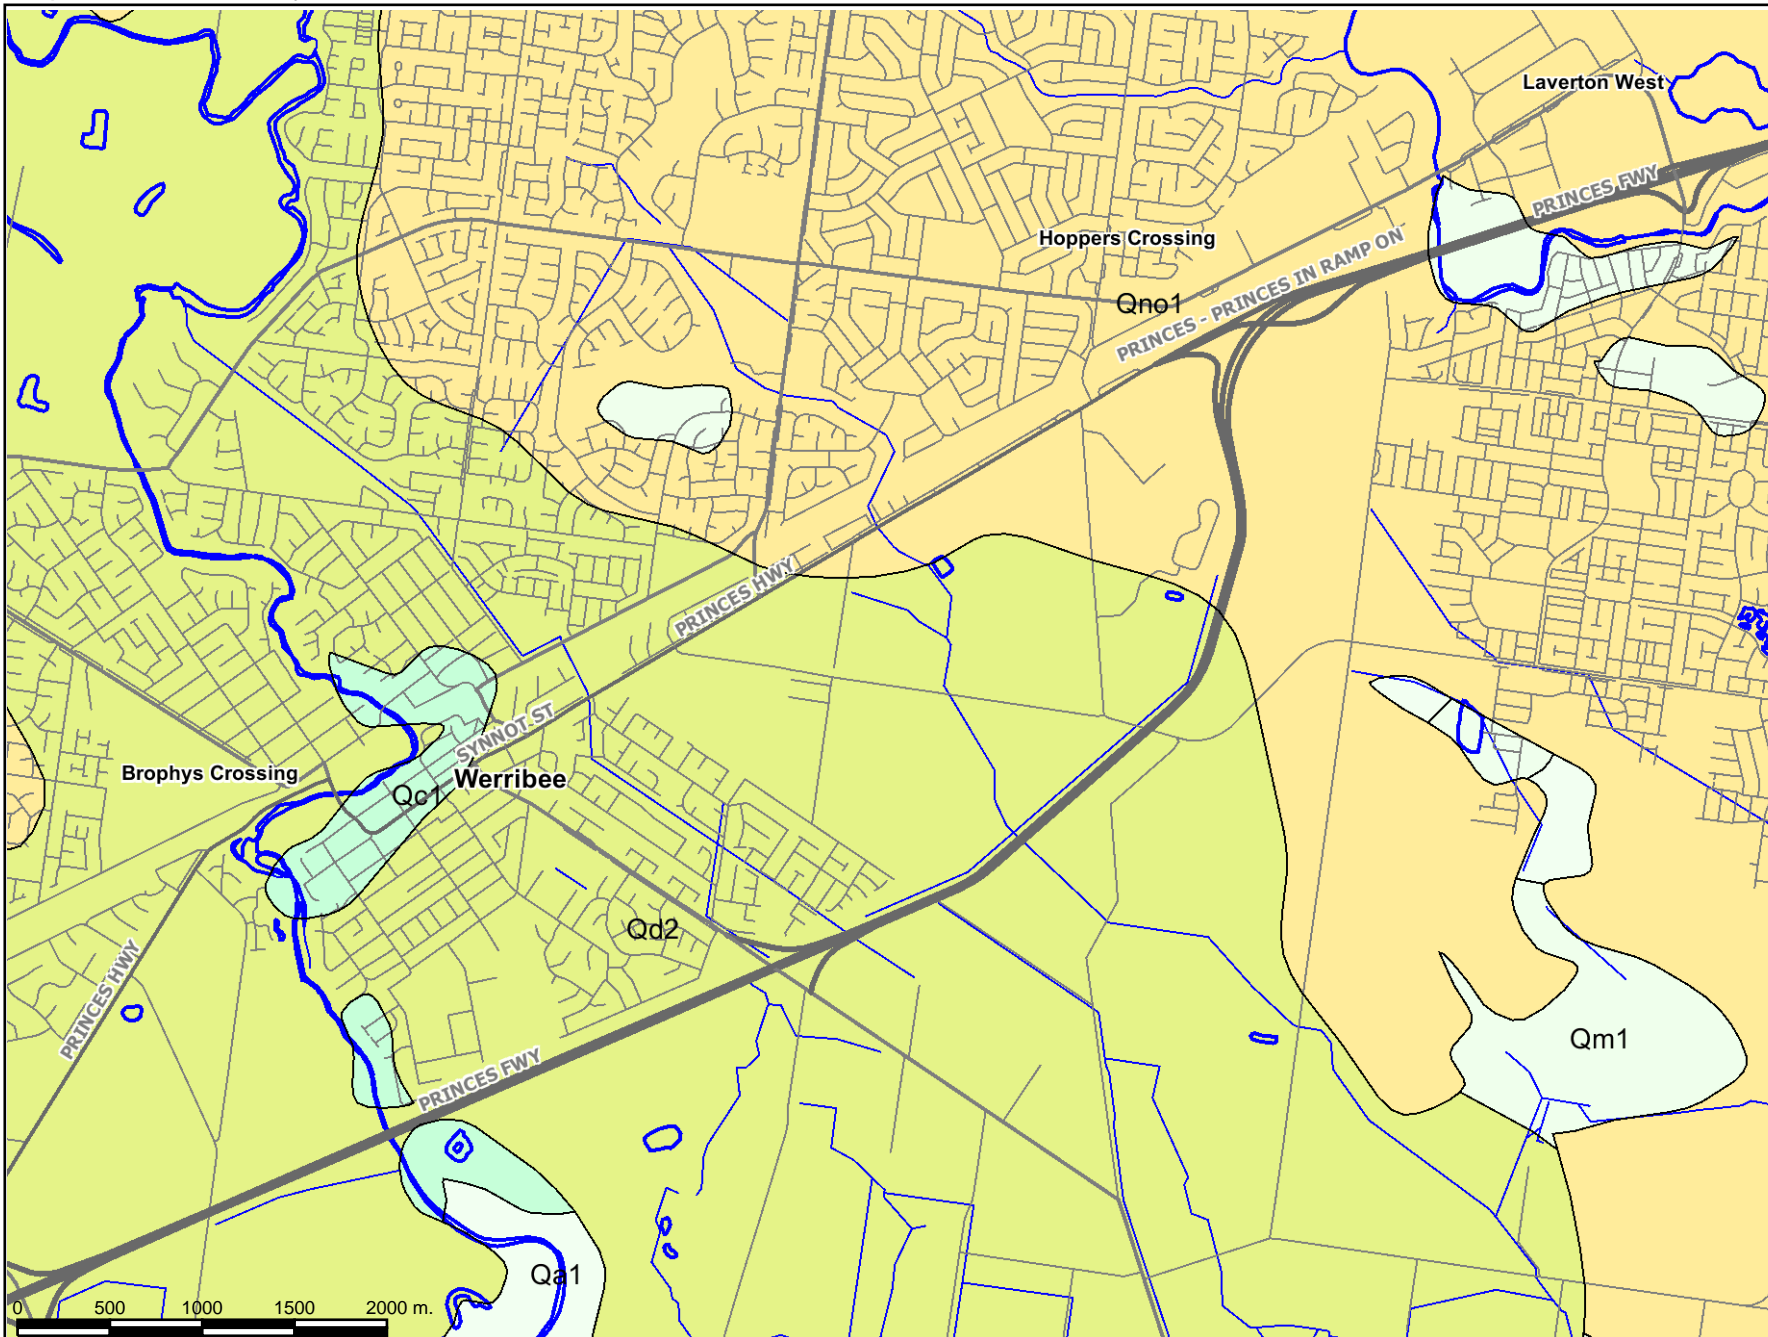 Laverton West
PRINCES FWY
Hoppers Crossing
PRINCES - PRINCES IN RAMP ON
Qno1
PRINCES HWY
SYNNOT ST
Brophys Crossing
Werribee
Qc1
Qd2
PRINCES HWY
Qm1
PRINCES FWY
Qa1
0 500 1000 1500 2000 m.